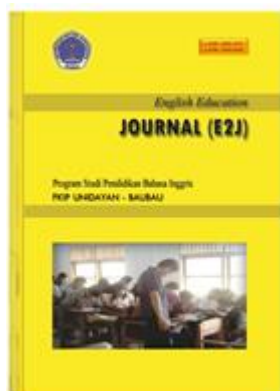 English Education
JOURNAL (E2J)
Program Studi Pendidikan Bahasa Inggris
FKIP UNIDAYAN - BAUBAU